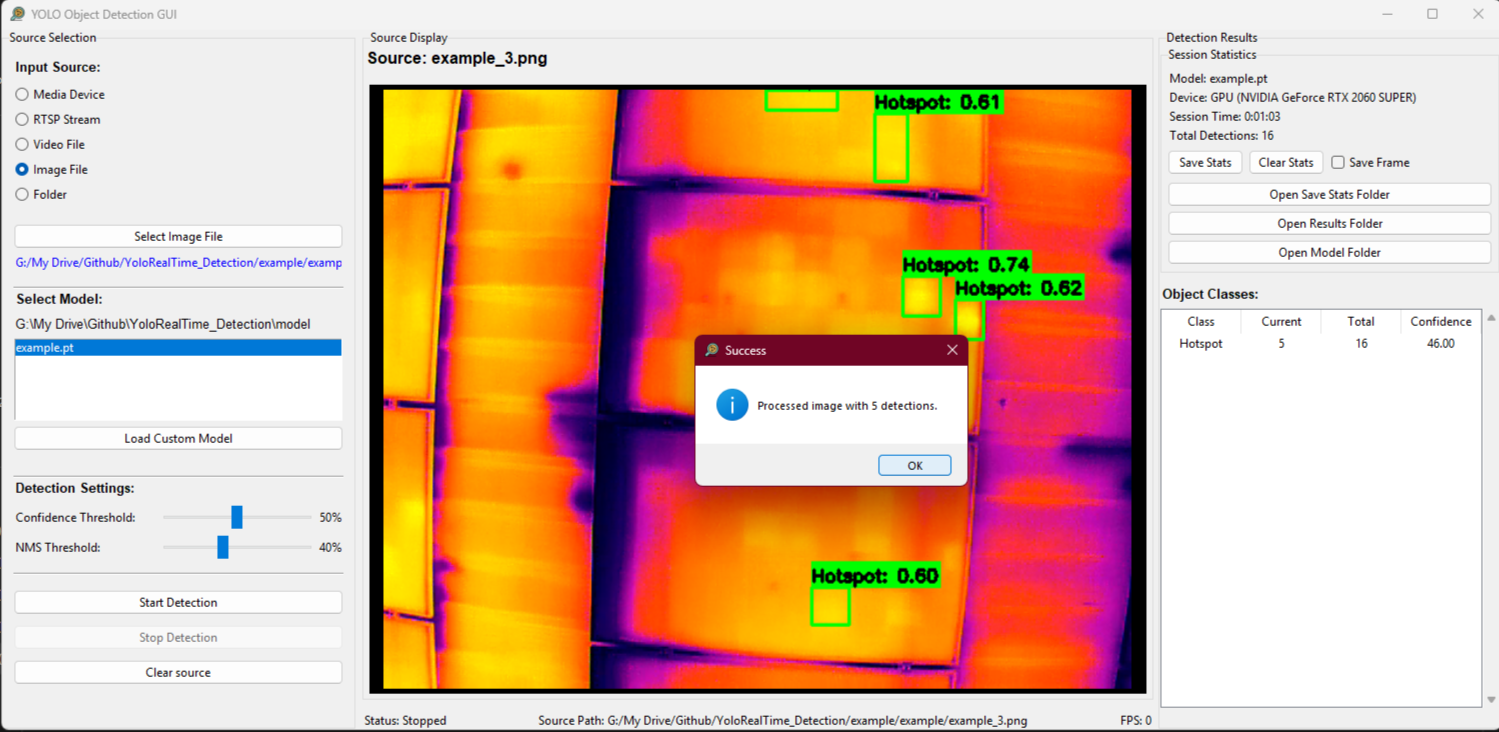 YOLO Object Detection GUI
Source Selection
Input Source:
Media Device
RTSP Stream
Video File
Image File
Folder
Select Image File
G:/My Drive/Github/YoloRealTime_Detection/example/examp
Select Model:
G:\My Drive\Github\YoloRealTime_Detection\model
example.pt
Load Custom Model
Detection Settings:
Confidence Threshold: 50%
NMS Threshold: 40%
Start Detection
Stop Detection
Clear source
Source Display
Source: example_3.png
Hotspot: 0.61
Hotspot: 0.74
Hotspot: 0.62
Success
Processed image with 5 detections.
OK
Hotspot: 0.60
Status: Stopped
Source Path: G:/My Drive/Github/YoloRealTime_Detection/example/example/example_3.png
FPS: 0
Detection Results
Session Statistics
Model: example.pt
Device: GPU (NVIDIA GeForce RTX 2060 SUPER)
Session Time: 0:01:03
Total Detections: 16
Save Stats Clear Stats Save Frame
Open Save Stats Folder
Open Results Folder
Open Model Folder
Object Classes:
Class Current Total Confidence
Hotspot 5 16 46.00